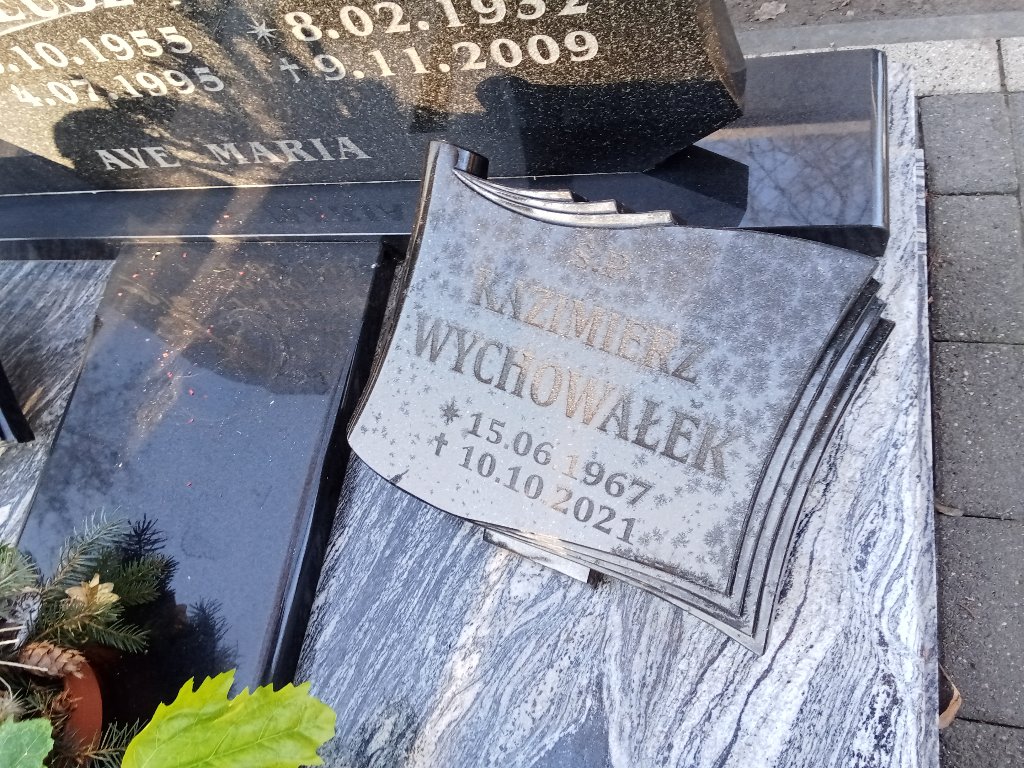 * 8.02.1932
.10.1955
† 9.11.2009
4.07.1995
AVE MARIA
Ś.P.
KAZIMIERZ
WYCHOWAŁEK
* 15.06.1967
† 10.10.2021